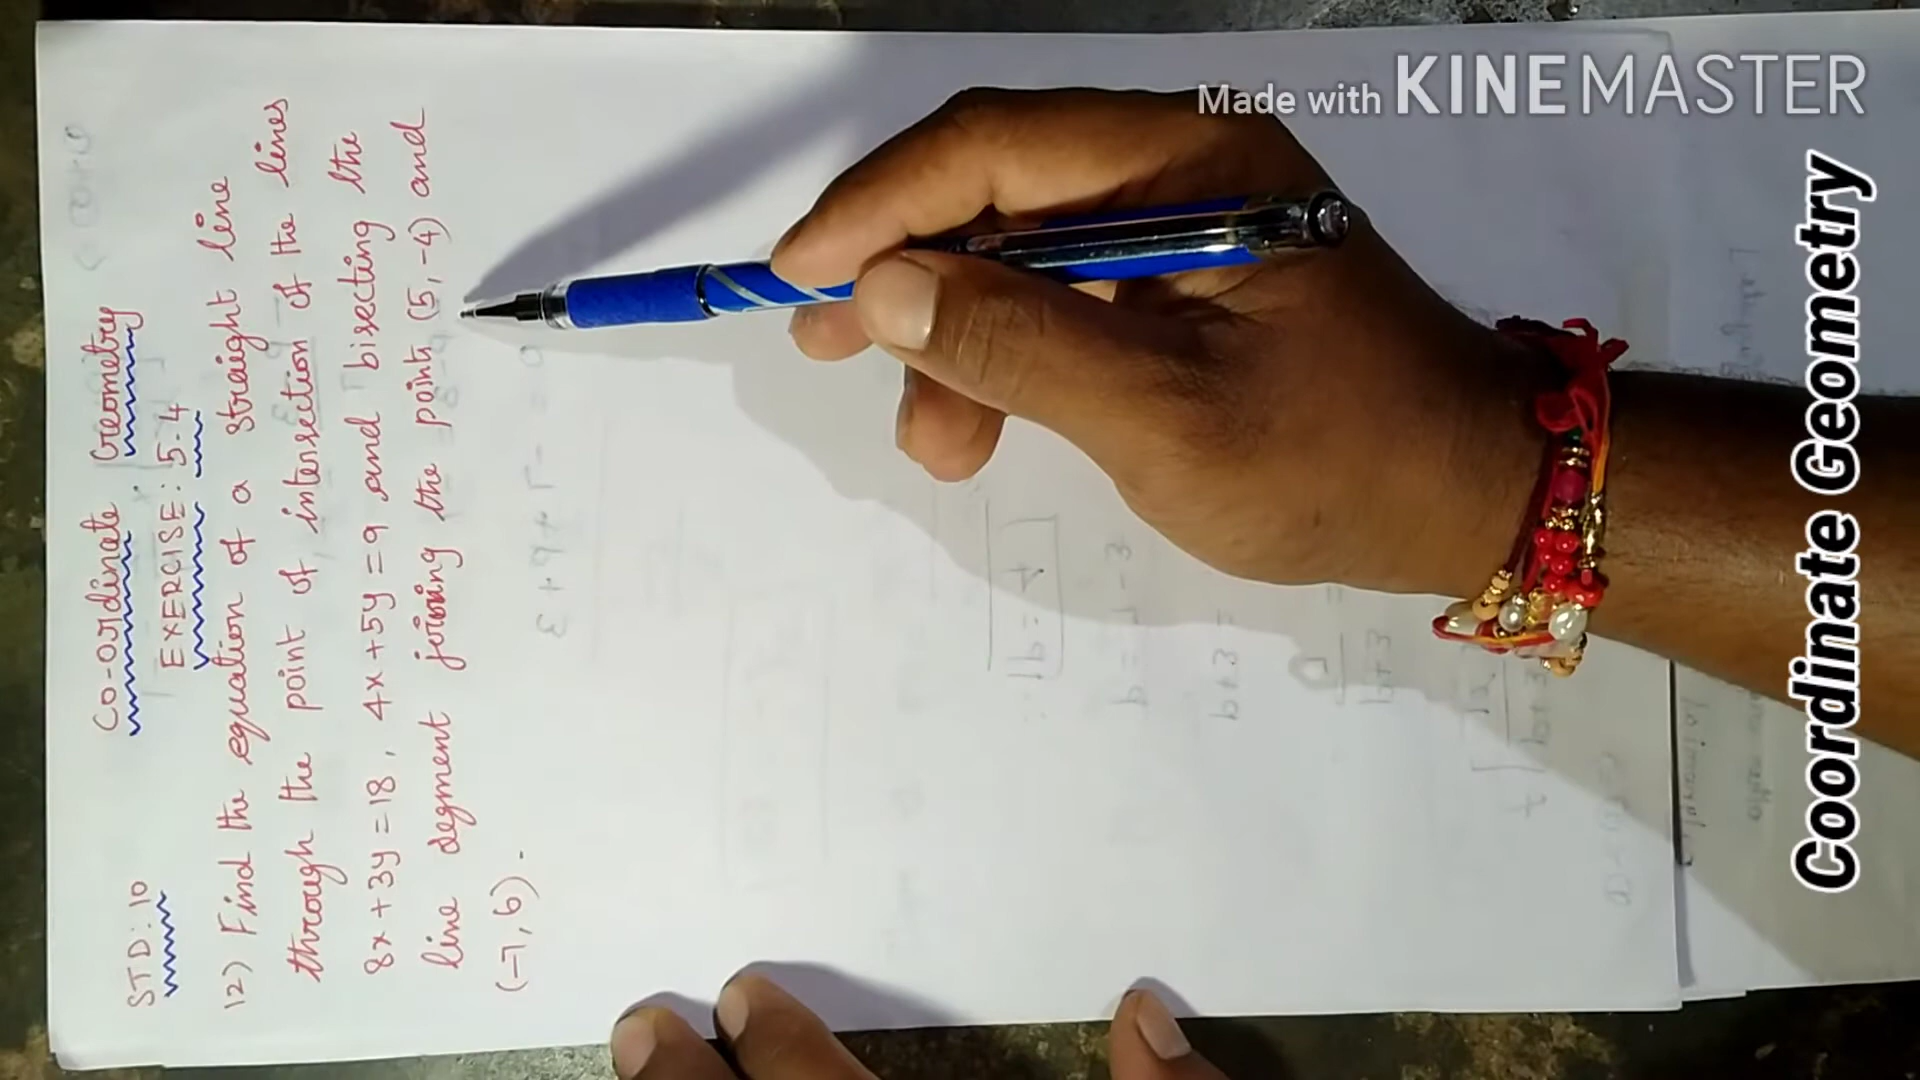 Made with KINEMASTER
Coordinate Geometry
Co-ordinate Geometry
STD: 10
EXERCISE: 5.4
12) Find the equation of a straight line
through the point of intersection of the lines
8x + 3y = 18, 4x + 5y = 9 and bisecting the
line degment joining the point (5, -4) and
(-7, 6).